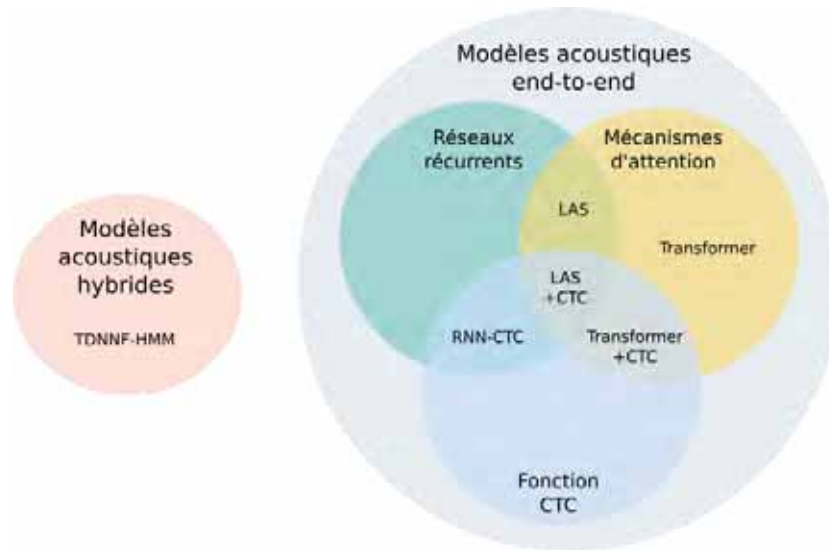 Modèles acoustiques
end-to-end
Réseaux
récurrents
Mécanismes
d'attention
LAS
Transformer
LAS
+CTC
RNN-CTC
Transformer
+CTC
Fonction
CTC
Modèles
acoustiques
hybrides
TDNNF-HMM